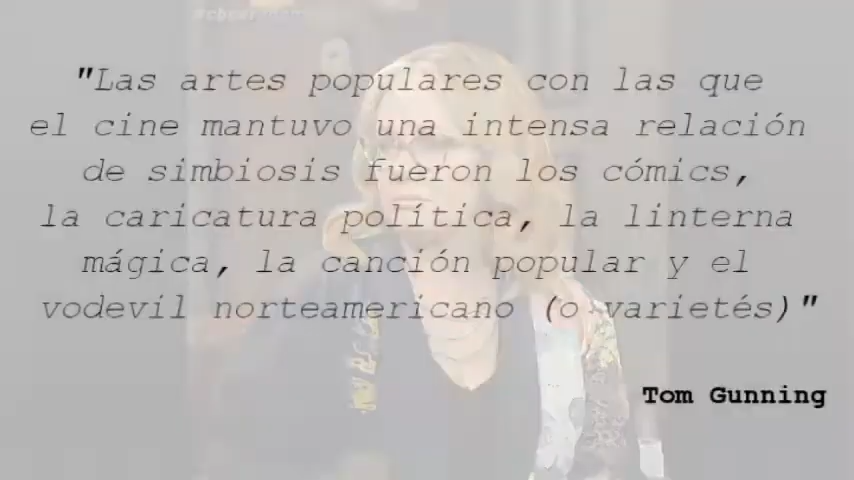 "Las artes populares con las que
el cine mantuvo una intensa relación
de simbiosis fueron los cómics,
la caricatura política, la linterna
mágica, la canción popular y el
vodevil norteamericano (o varietés)"
Tom Gunning